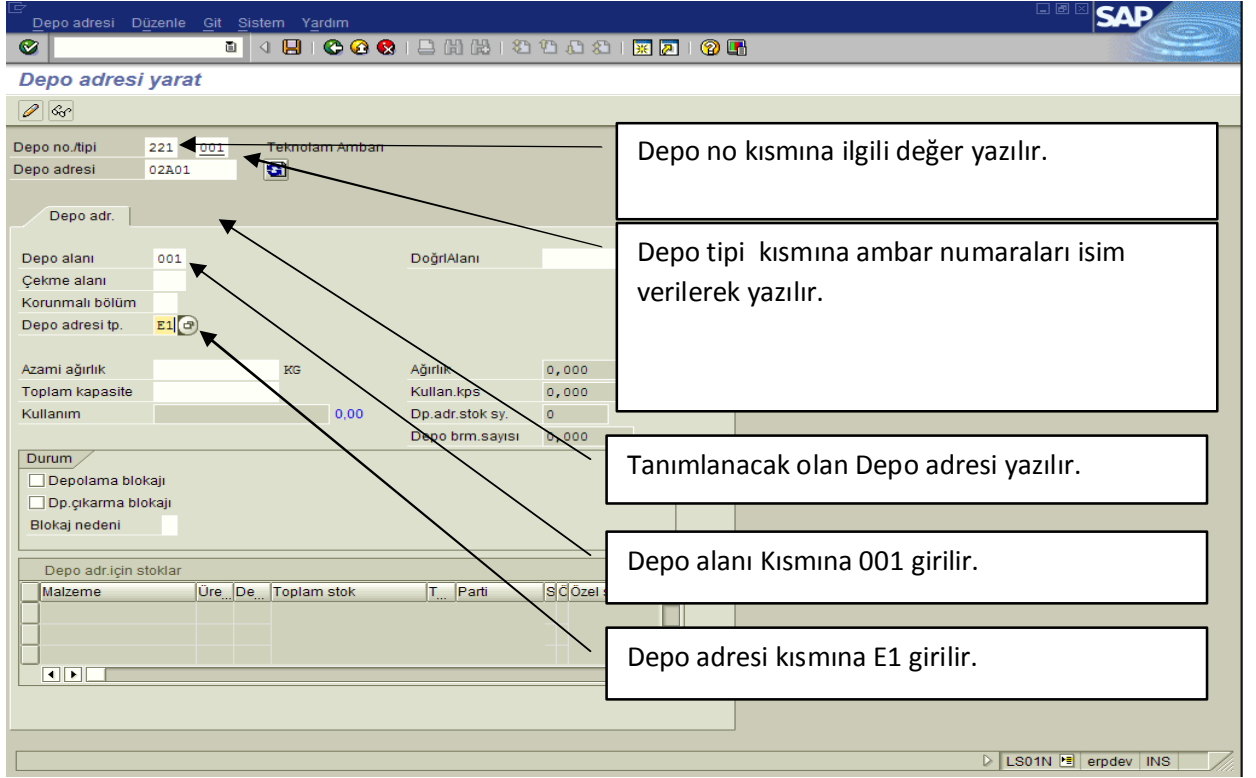 Depo adresi Düzenle Git Sistem Yardım
SAP
Depo adresi yarat
Depo no./tipi 221 001 Teknolam Ambarı
Depo adresi 02A01
Depo no kısmına ilgili değer yazılır.
Depo adr.
Depo tipi kısmına ambar numaraları isim
verilerek yazılır.
Depo alanı 001 DoğrlAlanı
Çekme alanı
Korunmalı bölüm
Depo adresi tp. E1
Azami ağırlık KG Ağırlık 0,000
Toplam kapasite Kullan.kps 0,000
Kullanım 0,00 Dp.adr.stok sy. 0
Depo brm.sayısı 0,000
Tanımlanacak olan Depo adresi yazılır.
Durum
Depolama blokajı
Dp.çıkarma blokajı
Blokaj nedeni
Depo alanı Kısmına 001 girilir.
Depo adr.için stoklar
Malzeme Üre... De... Toplam stok T... Parti S Ö Özel
Depo adresi kısmına E1 girilir.
LS01N erpdev INS